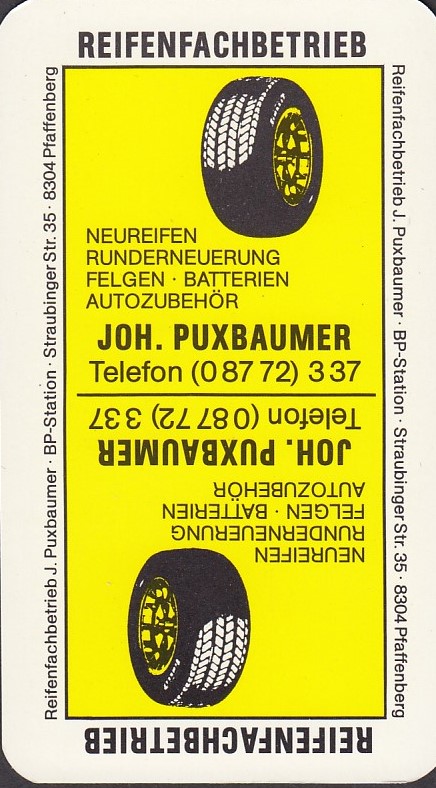 REIFENFACHBETRIEB
NEUREIFEN
RUNDERNEUERUNG
FELGEN · BATTERIEN
AUTOZUBEHÖR
JOH. PUXBAUMER
Telefon (0 87 72) 3 37
Reifenfachbetrieb J. Puxbaumer · BP-Station · Straubinger Str. 35 · 8304 Pfaffenberg
Reifenfachbetrieb J. Puxbaumer · BP-Station · Straubinger Str. 35 · 8304 Pfaffenberg
REIFENFACHBETRIEB
NEUREIFEN
RUNDERNEUERUNG
FELGEN · BATTERIEN
AUTOZUBEHÖR
JOH. PUXBAUMER
Telefon (0 87 72) 3 37